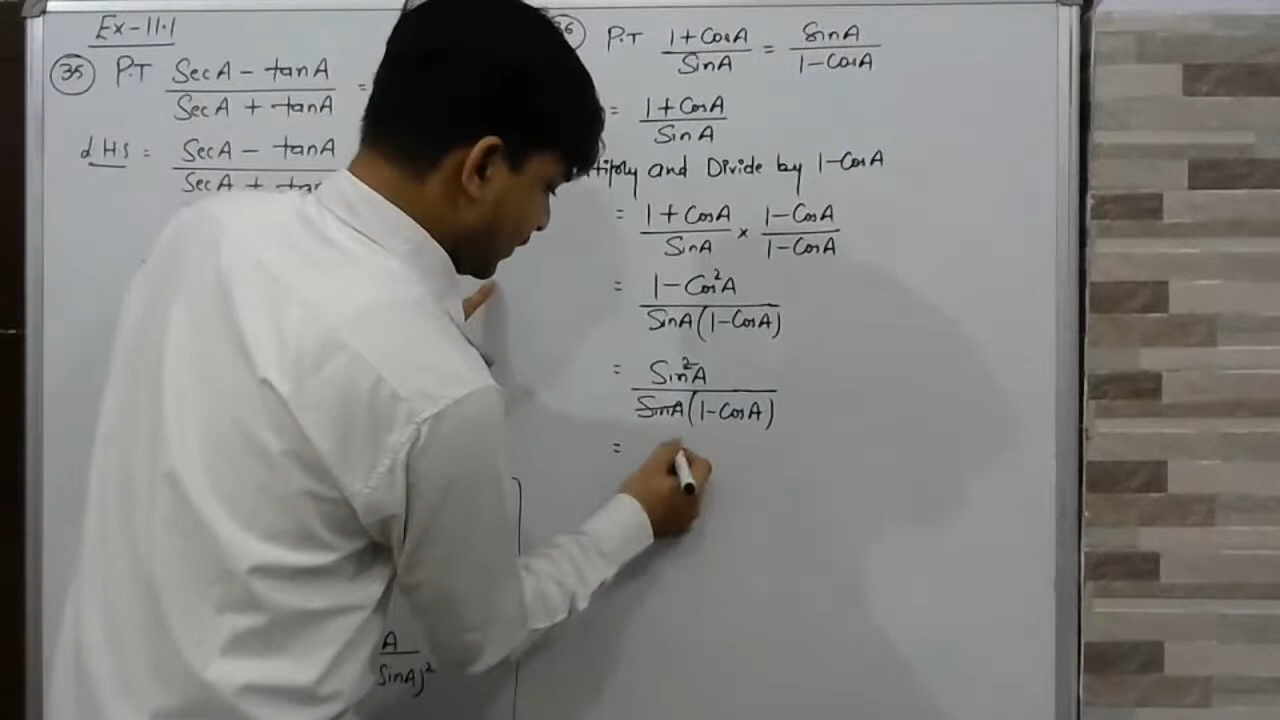 Ex-11.1
35 P.T SecA - tanA =
SecA + tanA
LHS = SecA - tanA
SecA +
A
SinA)²
36 P.T 1+CosA = SinA
SinA 1-CosA
= 1+CosA
SinA
and Divide by 1-CosA
= 1+CosA × 1-CosA
SinA 1-CosA
= 1-Cos²A
SinA(1-CosA)
= Sin²A
SinA(1-CosA)
=